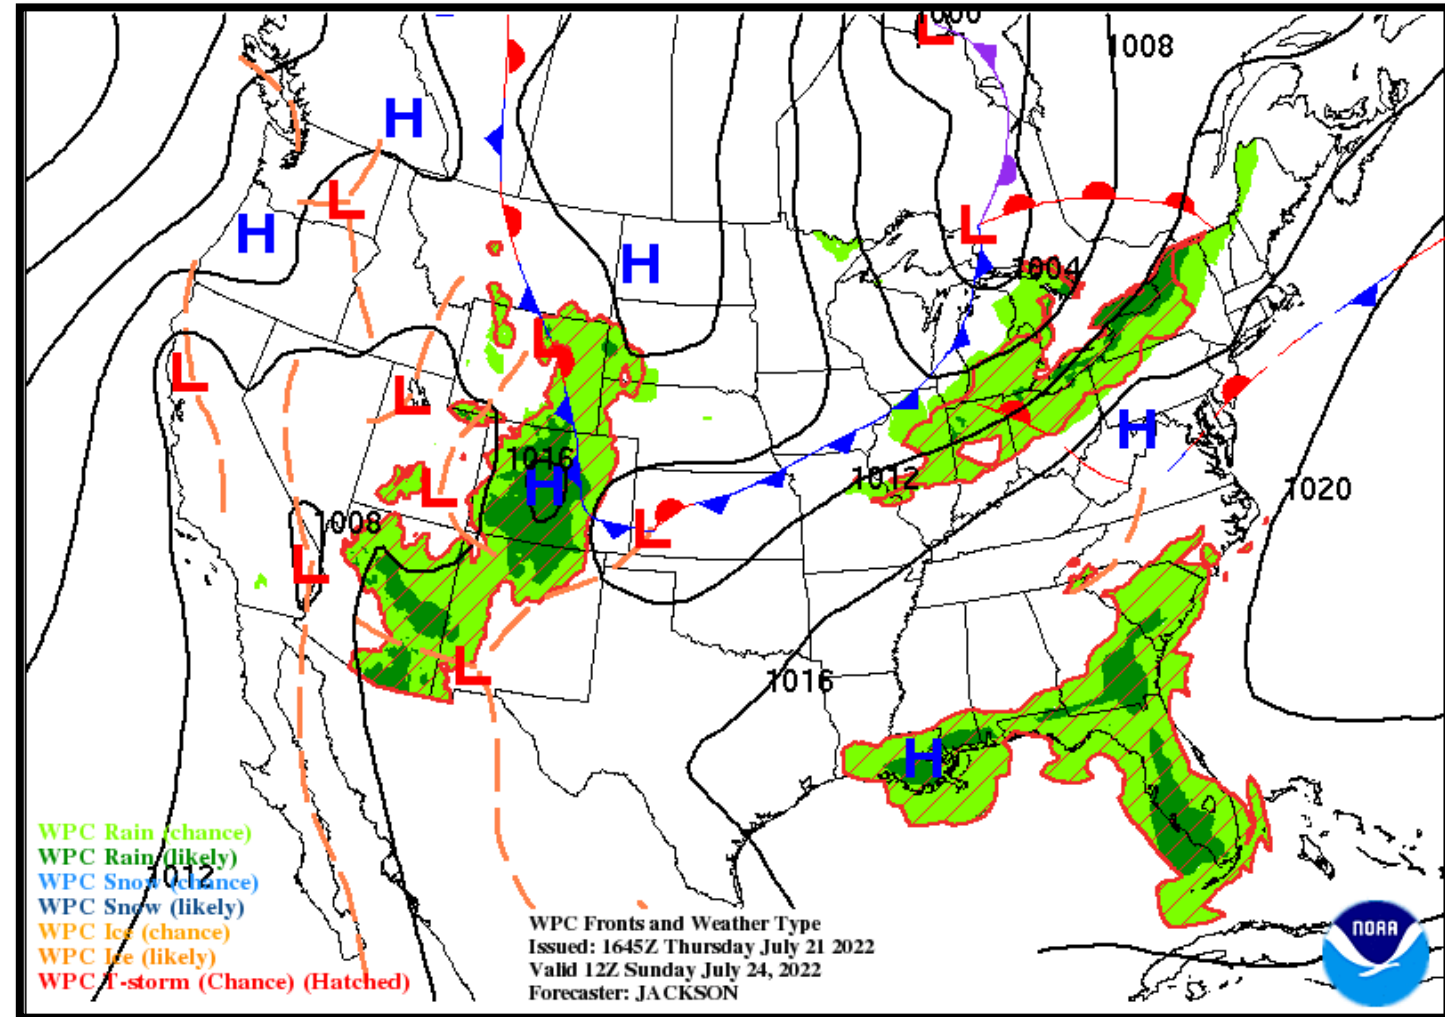 1000
1008
H
L
H
L
H
L
H
1004
L
L
L
H
1016
H
L
1012
1020
1008
L
L
L
1016
H
1012
WPC Rain (chance)
WPC Rain (likely)
WPC Snow (chance)
WPC Snow (likely)
WPC Ice (chance)
WPC Ice (likely)
WPC T-storm (Chance) (Hatched)
WPC Fronts and Weather Type
Issued: 1645Z Thursday July 21 2022
Valid 12Z Sunday July 24, 2022
Forecaster: JACKSON
NOAA